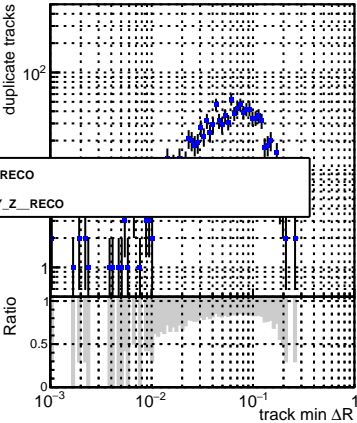 duplicate tracks
10²
RECO
Z__RECO
1
Ratio
1
0.5
0
10⁻³ 10⁻² 10⁻¹ 1
track min ΔR